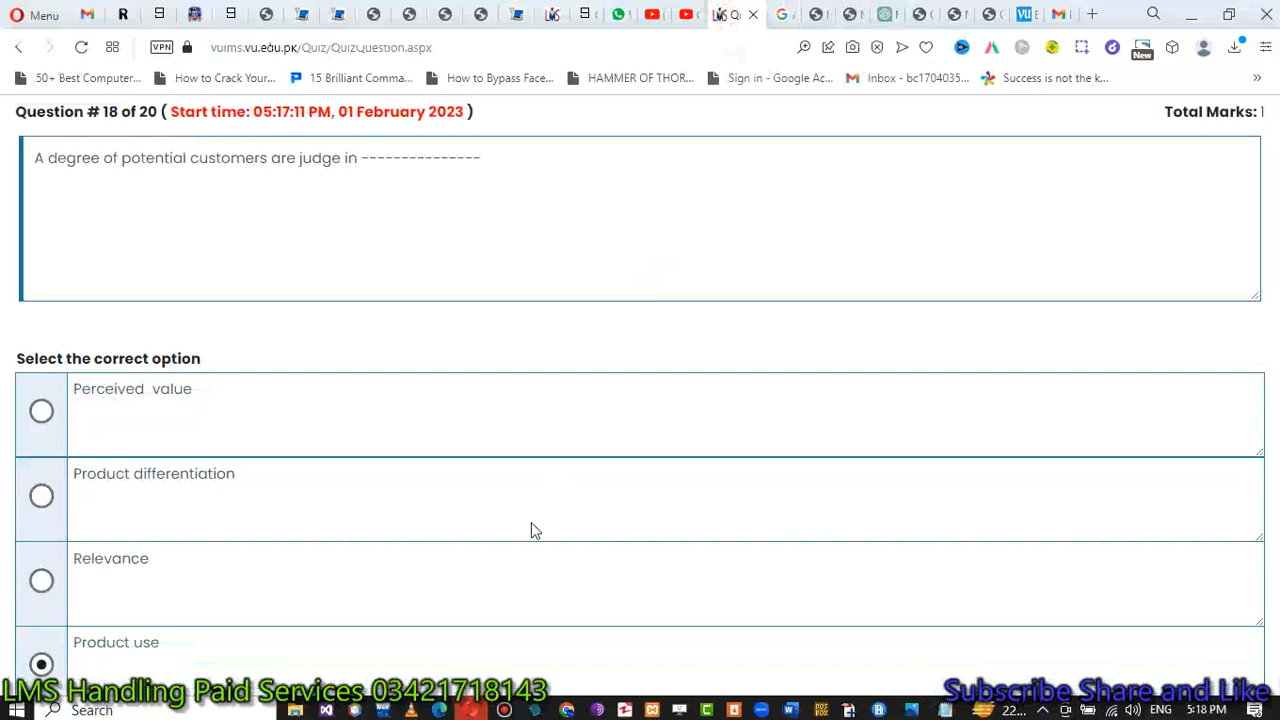 Menu
VPN
vulms.vu.edu.pk/Quiz/QuizQuestion.aspx
New
50+ Best Computer...
How to Crack Your...
15 Brilliant Comma...
How to Bypass Face...
HAMMER OF THOR...
Sign in - Google Ac...
Inbox - bc1704035...
Success is not the k...
Question # 18 of 20 ( Start time: 05:17:11 PM, 01 February 2023 )
Total Marks: 1
A degree of potential customers are judge in ---------------
Select the correct option
Perceived value
Product differentiation
Relevance
Product use
LMS Handling Paid Services 03421718143
Subscribe Share and Like
Search
22...
5:18 PM